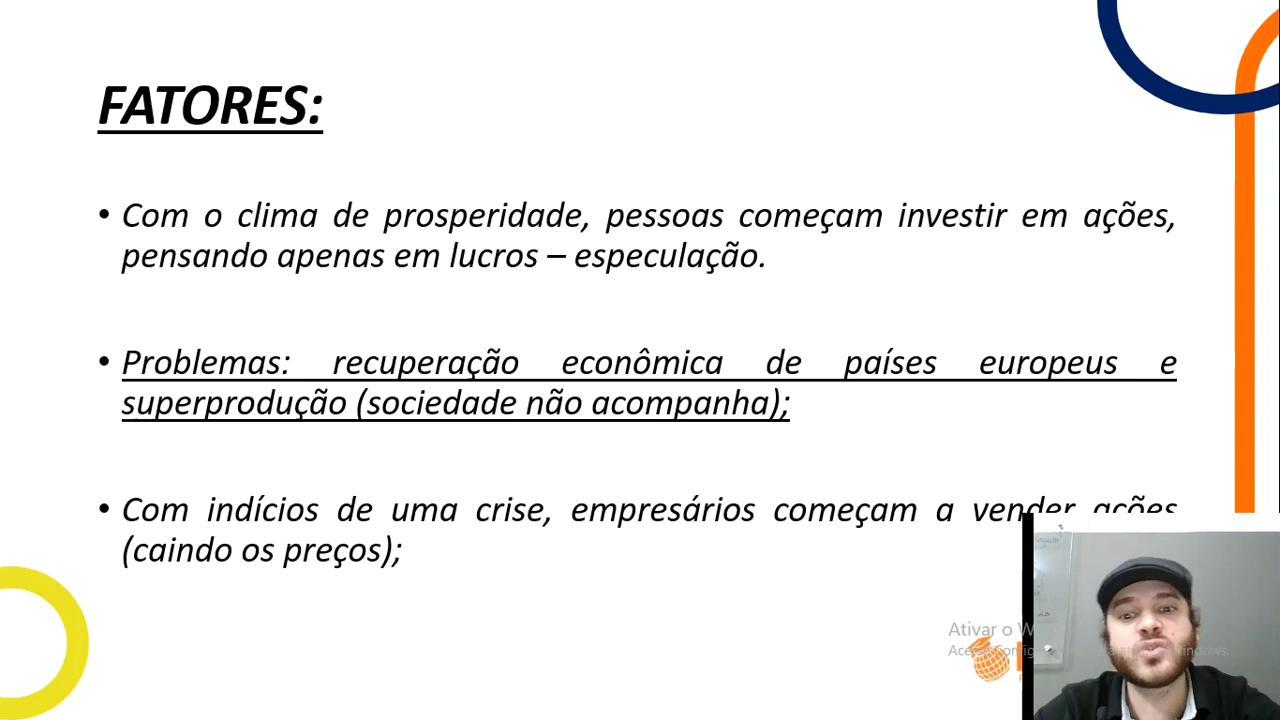 FATORES:
• Com o clima de prosperidade, pessoas começam investir em ações,
pensando apenas em lucros – especulação.
• Problemas: recuperação econômica de países europeus e
superprodução (sociedade não acompanha);
• Com indícios de uma crise, empresários começam a vender ações
(caindo os preços);
Ativar o